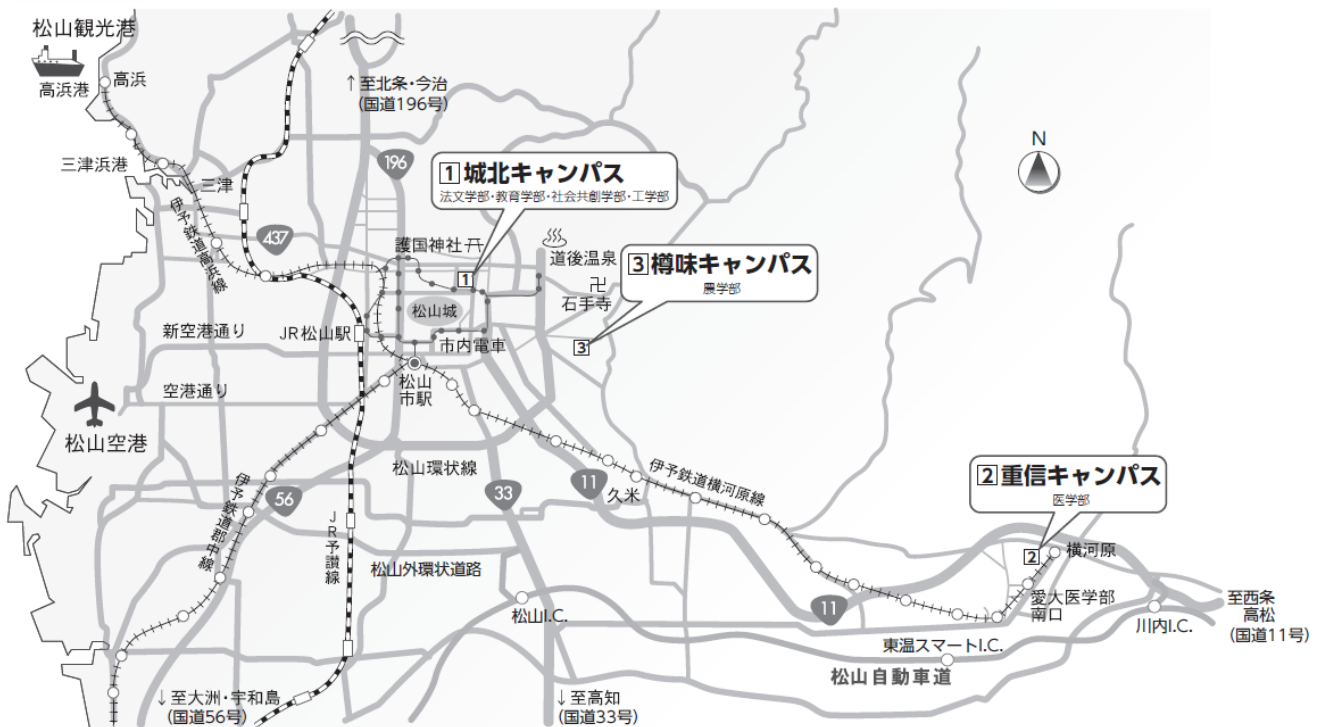 松山観光港
高浜港
高浜
↑至北条・今治
(国道196号)
N
三津浜港
196
1 城北キャンパス
法文学部・教育学部・社会共創学部・工学部
三津
伊予鉄道高浜線
437
護国神社
道後温泉
3 樽味キャンパス
農学部
1
石手寺
松山城
新空港通り
JR松山駅
市内電車
3
空港通り
松山
市駅
松山空港
松山環状線
伊予鉄道横河原線
2 重信キャンパス
医学部
11
久米
33
56
伊予鉄道郡中線
JR予讃線
横河原
2
松山外環状道路
愛大医学部
南口
松山I.C.
11
至西条
高松
(国道11号)
川内I.C.
東温スマートI.C.
松山自動車道
↓至大洲・宇和島
(国道56号)
↓至高知
(国道33号)